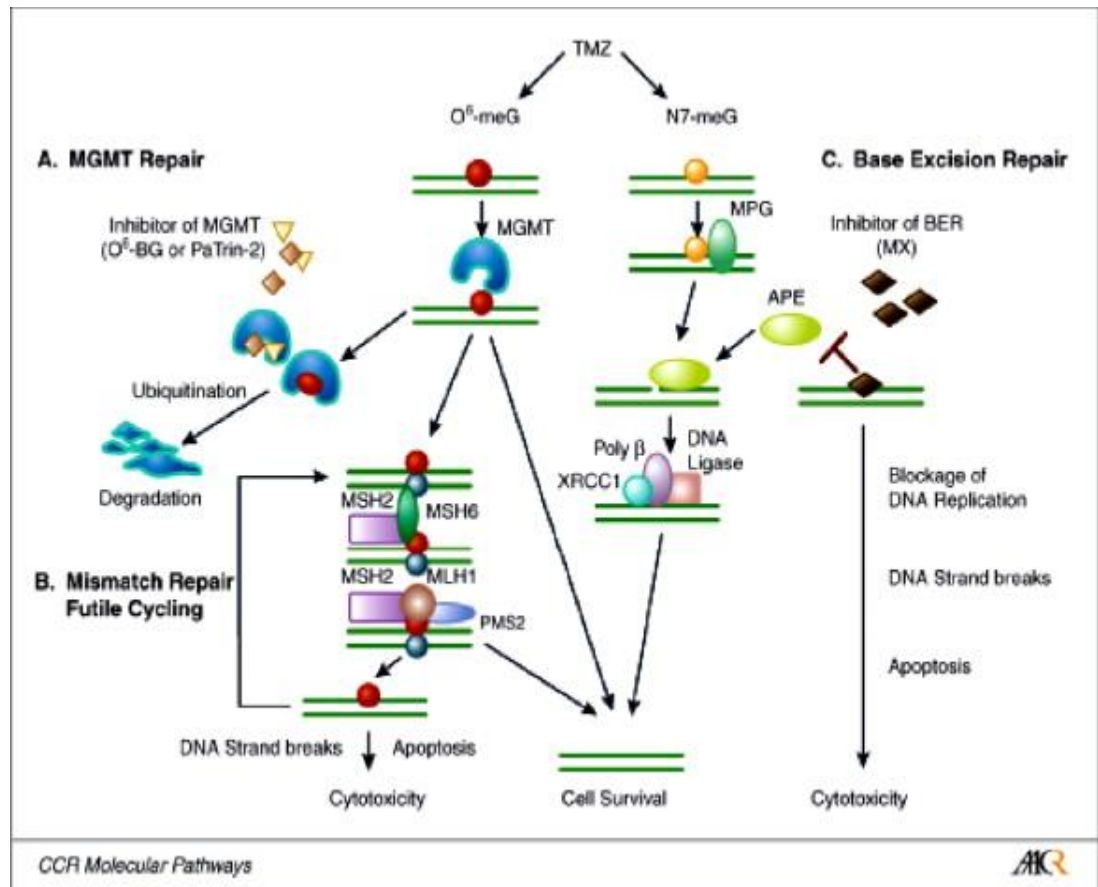 TMZ
O⁶-meG
N7-meG
A. MGMT Repair
C. Base Excision Repair
Inhibitor of MGMT
(O⁶-BG or PaTrin-2)
MGMT
MPG
Inhibitor of BER
(MX)
APE
Ubiquitination
Degradation
Poly β
DNA
Ligase
XRCC1
Blockage of
DNA Replication
MSH2
MSH6
B. Mismatch Repair
Futile Cycling
MSH2
MLH1
PMS2
DNA Strand breaks
Apoptosis
DNA Strand breaks
Apoptosis
Cytotoxicity
Cell Survival
Cytotoxicity
CCR Molecular Pathways
AACR